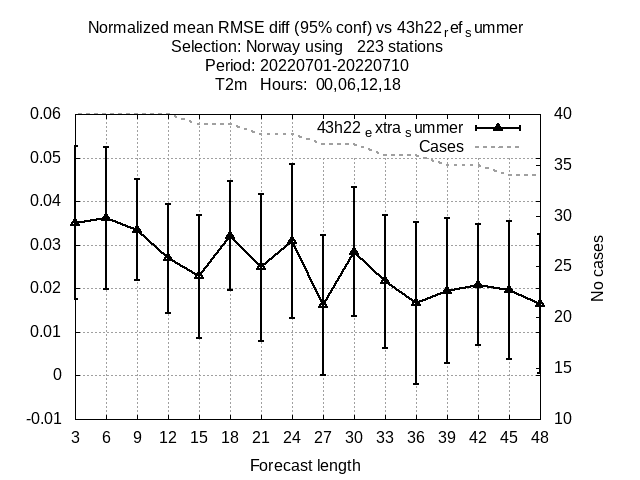 Normalized mean RMSE diff (95% conf) vs 43h22refsummer
Selection: Norway using 223 stations
Period: 20220701-20220710
T2m Hours: 00,06,12,18
43h22extrasummer
Cases
0.06
0.05
0.04
0.03
0.02
0.01
0
-0.01
40
35
30
25
20
15
10
No cases
3 6 9 12 15 18 21 24 27 30 33 36 39 42 45 48
Forecast length